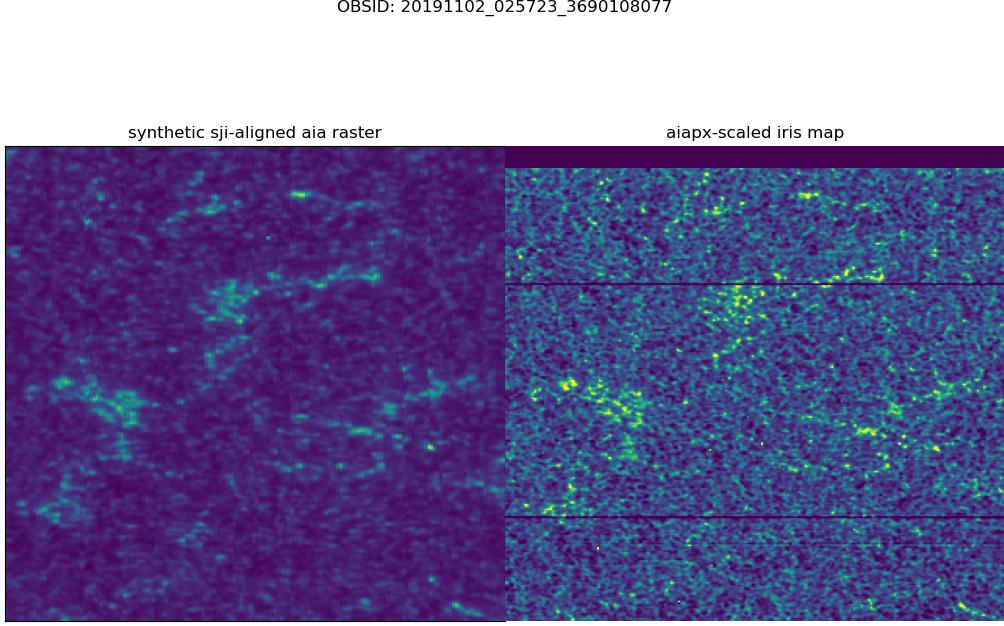 OBSID: 20191102_025723_3690108077
synthetic sji-aligned aia raster
aiapx-scaled iris map